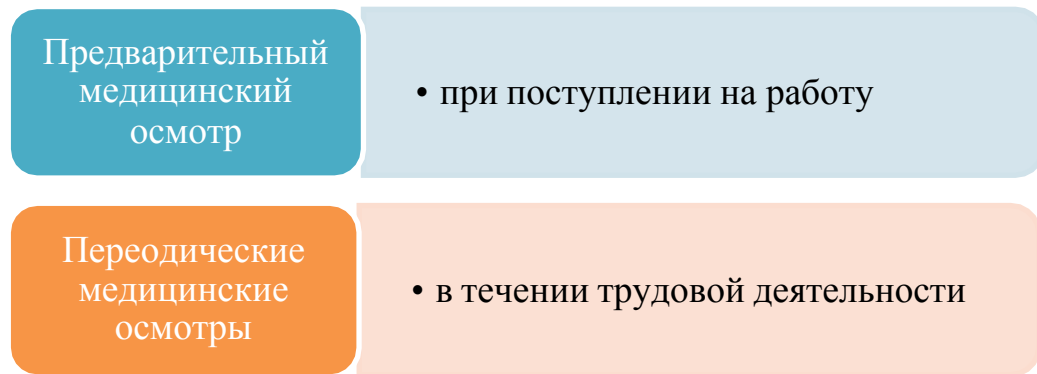 Предварительный
медицинский
осмотр
• при поступлении на работу
Переодические
медицинские
осмотры
• в течении трудовой деятельности